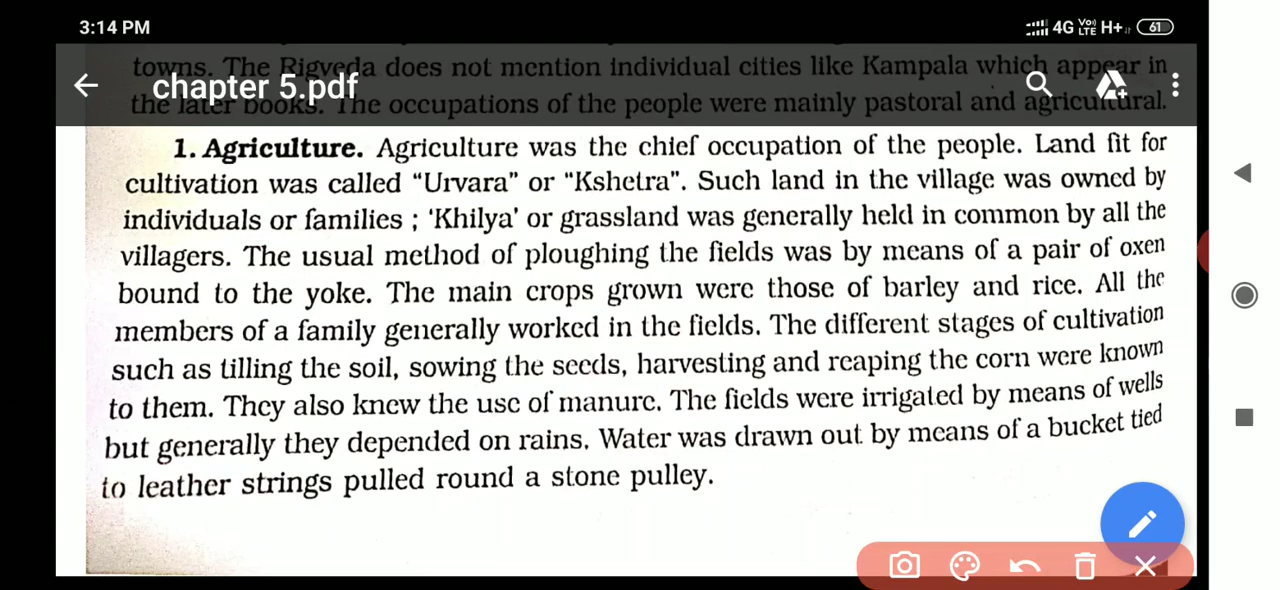 3:14 PM
4G Vo) LTE H+ 61
towns. The Rigveda does not mention individual cities like Kampala which appear in
chapter 5.pdf
the later books. The occupations of the people were mainly pastoral and agricultural.
1. Agriculture. Agriculture was the chief occupation of the people. Land fit for
cultivation was called “Urvara” or “Kshetra”. Such land in the village was owned by
individuals or families ; ‘Khilya’ or grassland was generally held in common by all the
villagers. The usual method of ploughing the fields was by means of a pair of oxen
bound to the yoke. The main crops grown were those of barley and rice. All the
members of a family generally worked in the fields. The different stages of cultivation
such as tilling the soil, sowing the seeds, harvesting and reaping the corn were known
to them. They also knew the use of manure. The fields were irrigated by means of wells
but generally they depended on rains. Water was drawn out by means of a bucket tied
to leather strings pulled round a stone pulley.